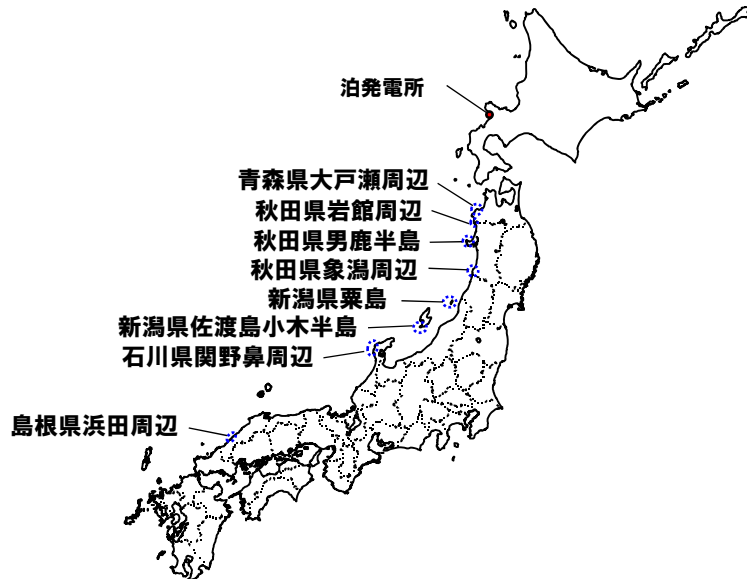 泊発電所
青森県大戸瀬周辺
秋田県岩館周辺
秋田県男鹿半島
秋田県象潟周辺
新潟県粟島
新潟県佐渡島小木半島
石川県関野鼻周辺
島根県浜田周辺